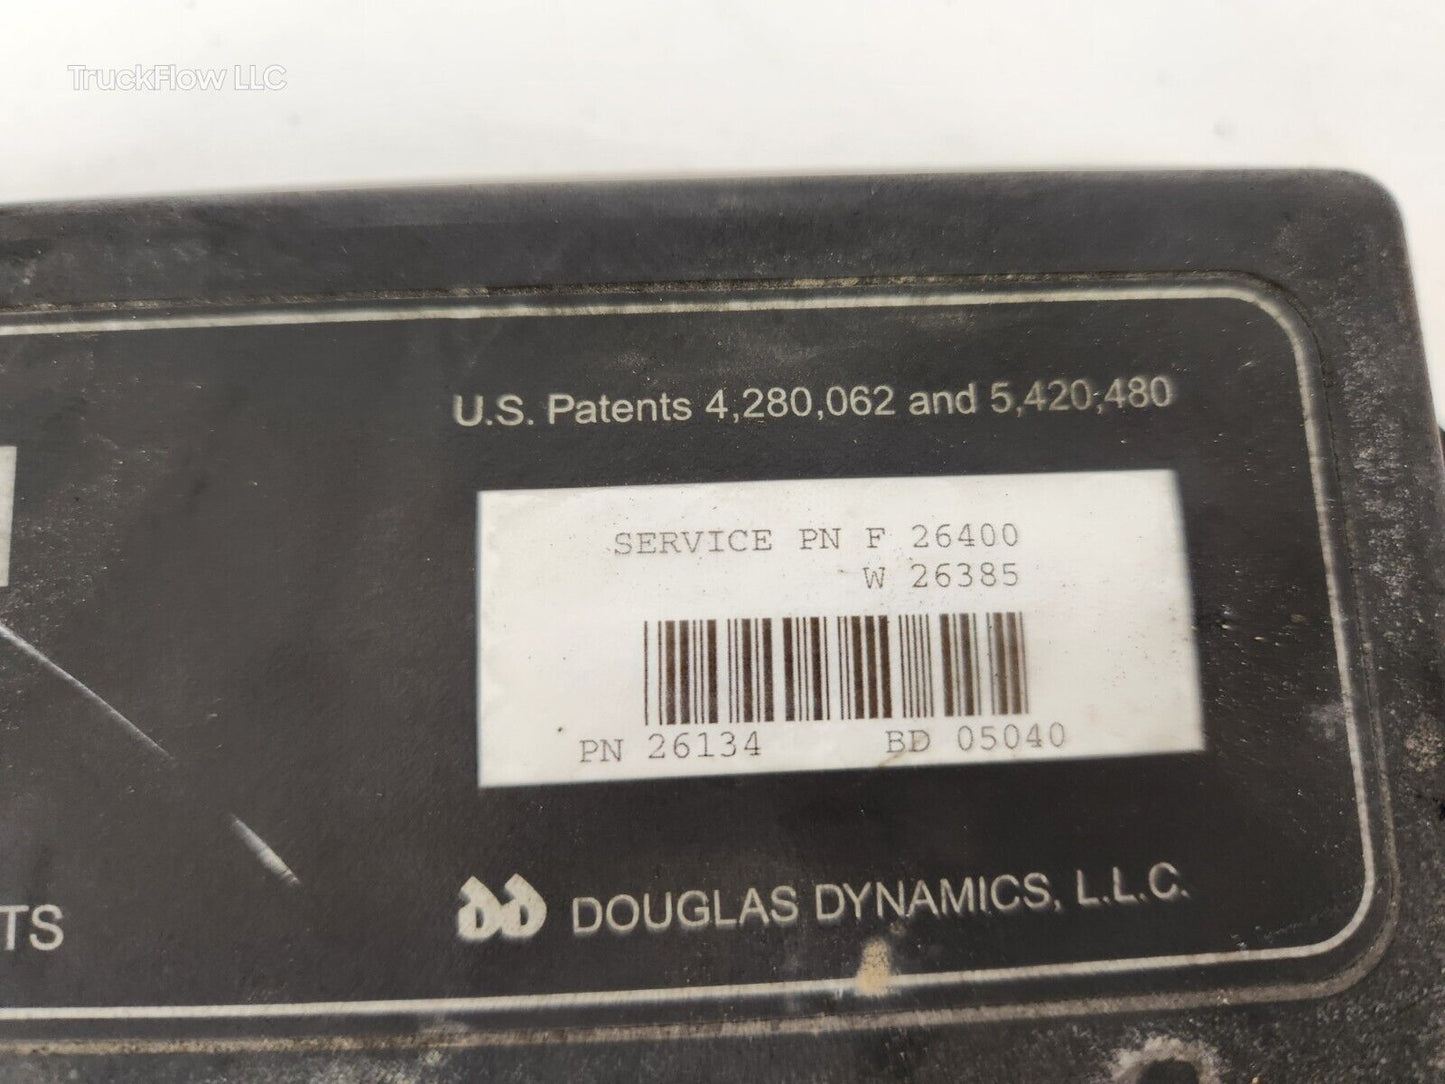 TruckFlow LLC
U.S. Patents 4,280,062 and 5,420,480
SERVICE PN F 26400
W 26385
PN 26134 BD 05040
TS
DOUGLAS DYNAMICS, L.L.C.